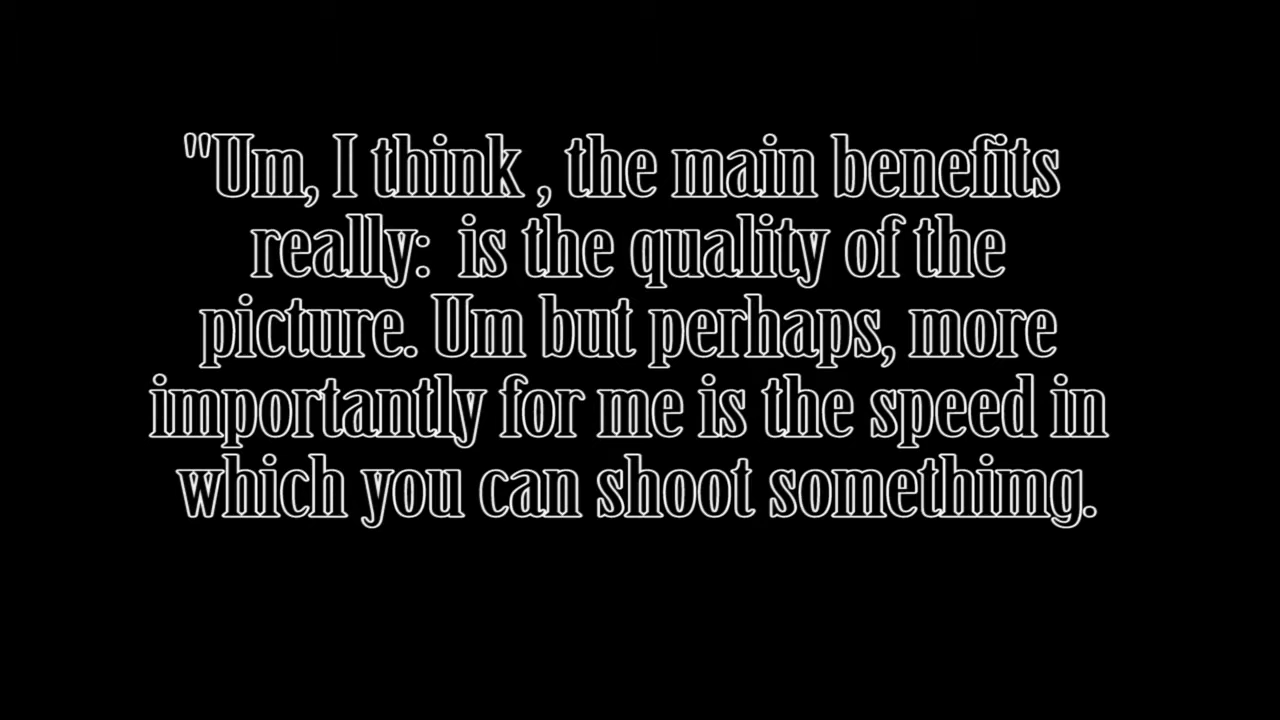 "Um, I think , the main benefits
really:  is the quality of the
picture. Um but perhaps, more
importantly for me is the speed in
which you can shoot somethimg.